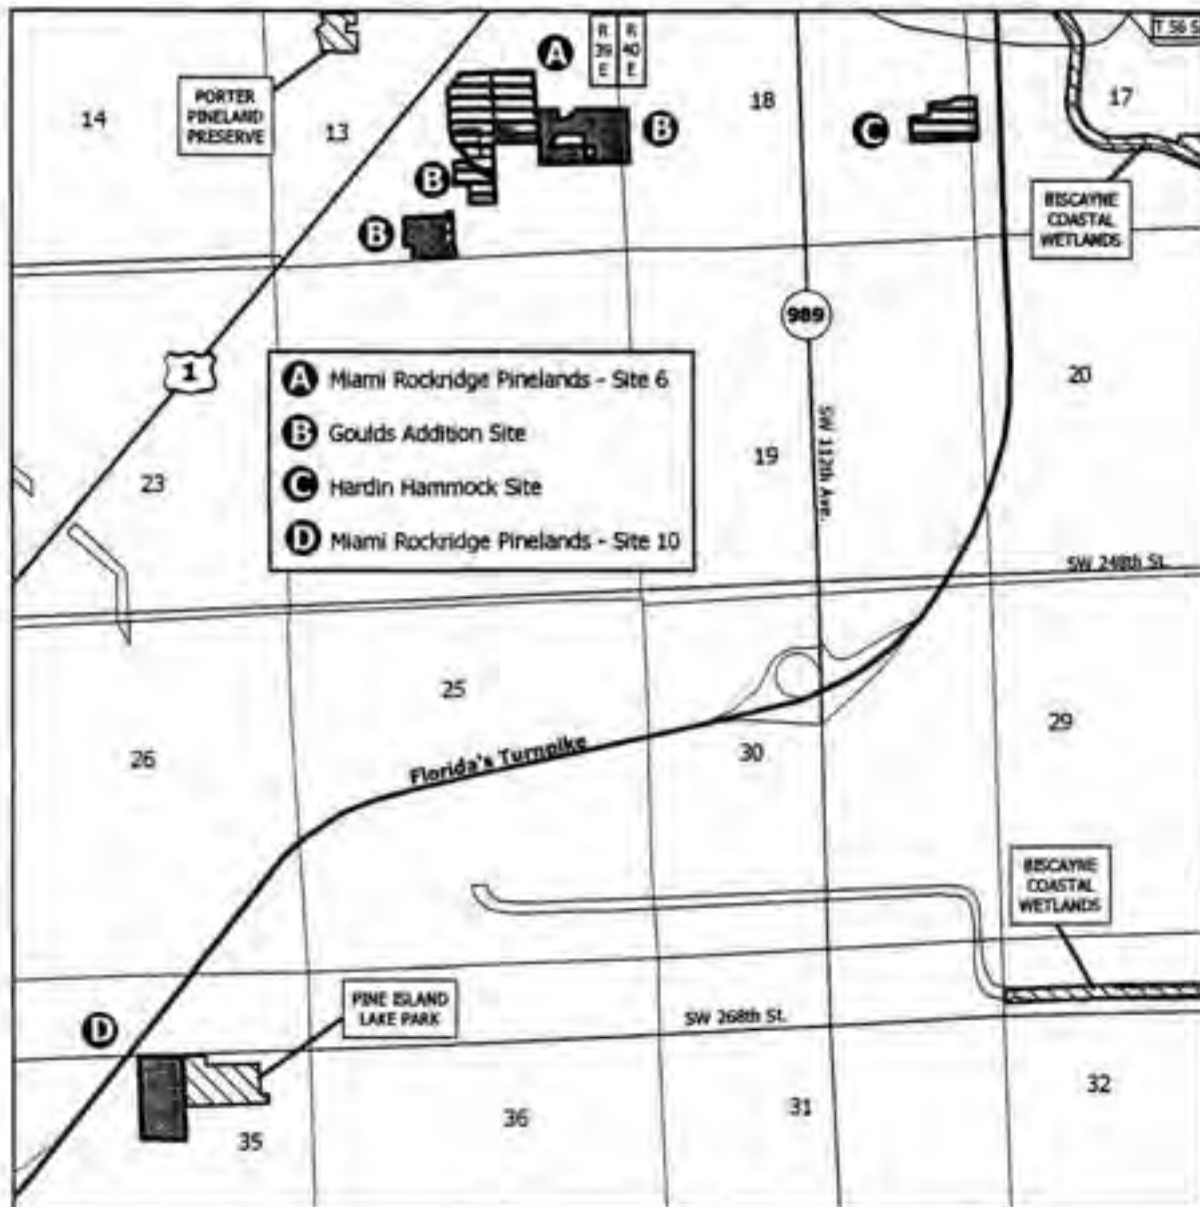 R
39
E
R
40
E
T 56 S
A
14
PORTER
PINELAND
PRESERVE
13
B
18
C
17
B
B
BISCAYNE
COASTAL
WETLANDS
989
1
A Miami Rockridge Pinelands - Site 6
B Goulds Addition Site
C Hardin Hammock Site
D Miami Rockridge Pinelands - Site 10
20
SW 112th Ave.
19
23
SW 248th St.
25
26
Florida's Turnpike
30
29
BISCAYNE
COASTAL
WETLANDS
PINE ISLAND
LAKE PARK
D
SW 268th St.
35
36
31
32